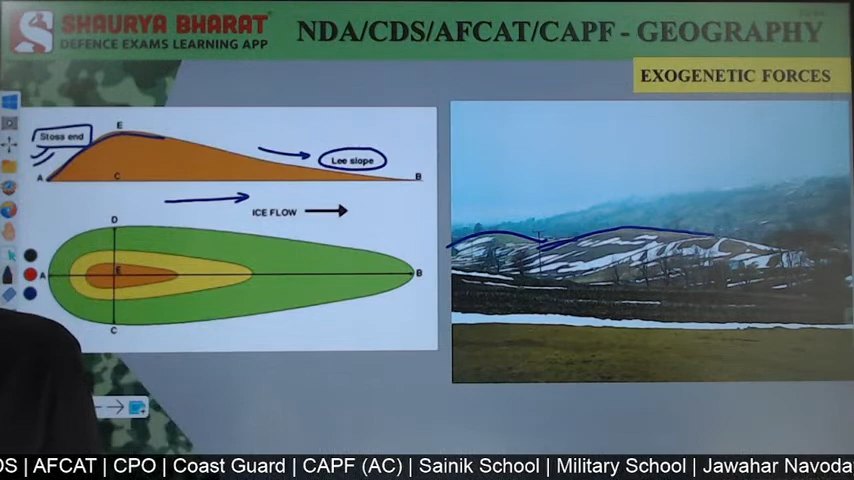 SHAURYA BHARAT
DEFENCE EXAMS LEARNING APP
NDA/CDS/AFCAT/CAPF - GEOGRAPHY
EXOGENETIC FORCES
Stoss end
E
Lee slope
A
C
B
ICE FLOW
D
A
E
B
C
DS | AFCAT | CPO | Coast Guard | CAPF (AC) | Sainik School | Military School | Jawahar Navoda